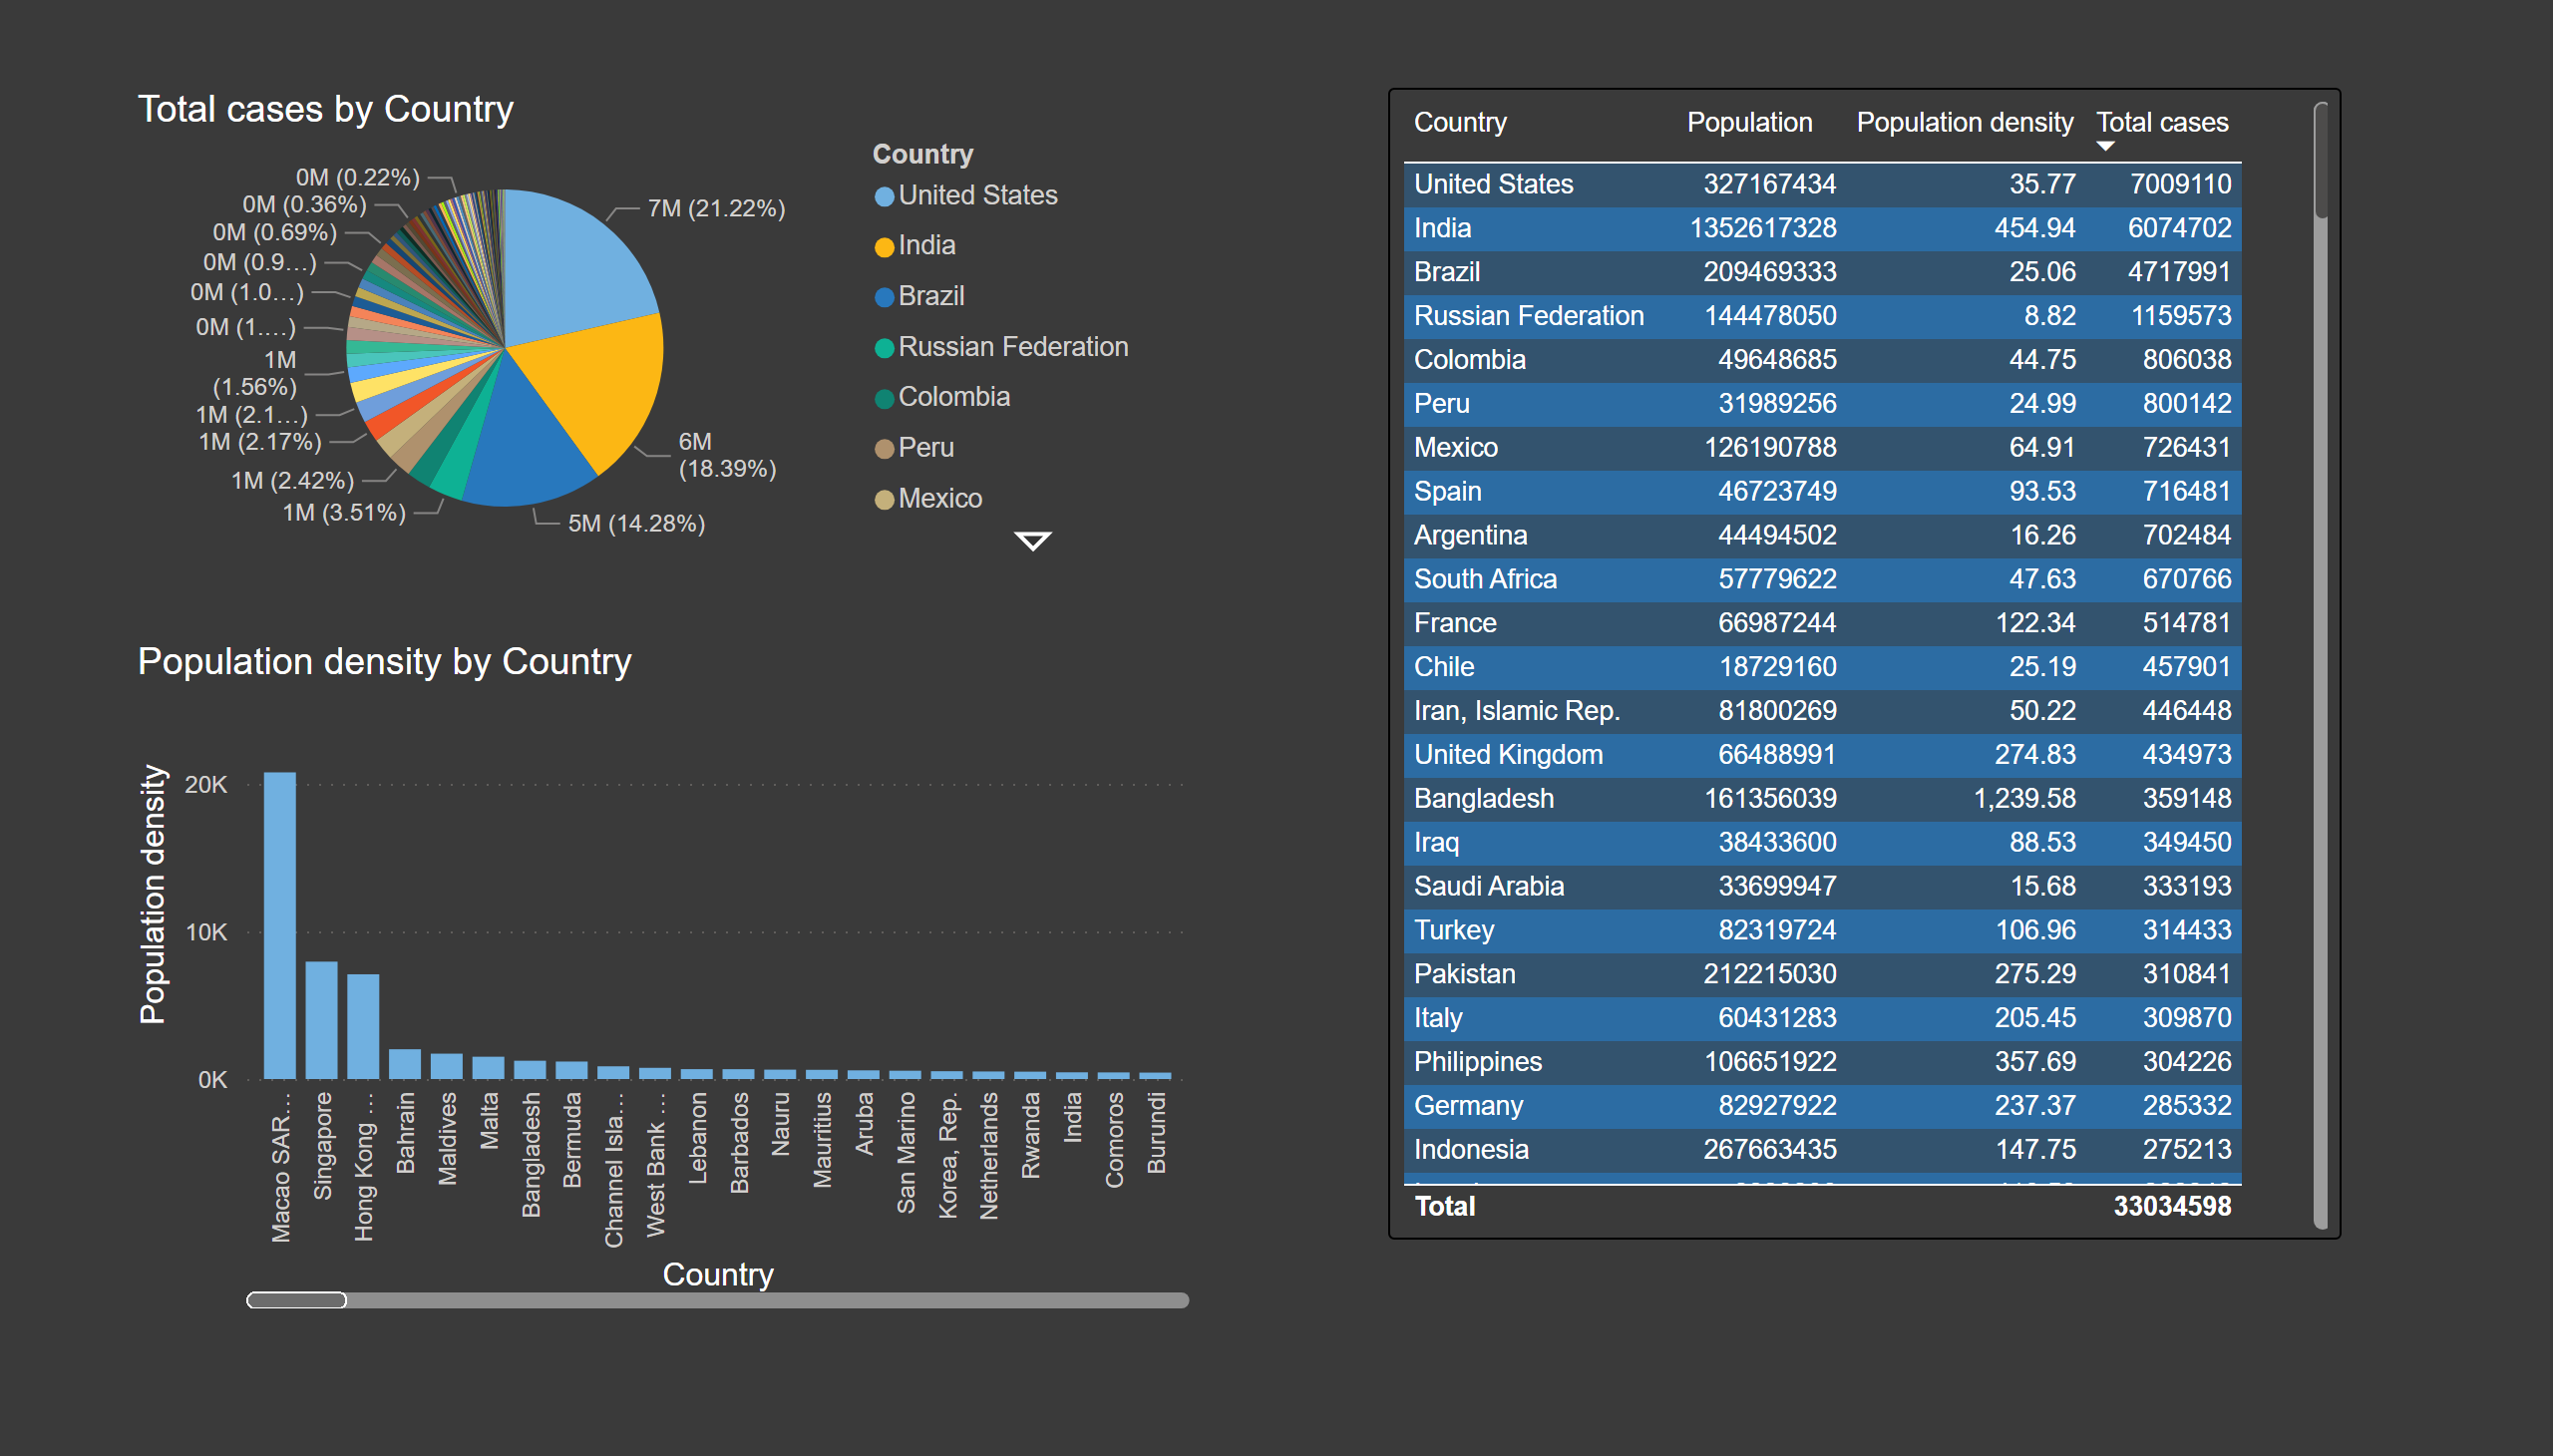 Total cases by Country
0M (0.22%)
0M (0.36%)
0M (0.69%)
0M (0.9…)
0M (1.0…)
0M (1.…)
1M
(1.56%)
1M (2.1…)
1M (2.17%)
1M (2.42%)
1M (3.51%)
7M (21.22%)
6M
(18.39%)
5M (14.28%)
Country
United States
India
Brazil
Russian Federation
Colombia
Peru
Mexico
Population density by Country
Population density
20K
10K
0K
Macao SAR…
Singapore
Hong Kong …
Bahrain
Maldives
Malta
Bangladesh
Bermuda
Channel Isla…
West Bank …
Lebanon
Barbados
Nauru
Mauritius
Aruba
San Marino
Korea, Rep.
Netherlands
Rwanda
India
Comoros
Burundi
Country
Country Population Population density Total cases
United States 327167434 35.77 7009110
India 1352617328 454.94 6074702
Brazil 209469333 25.06 4717991
Russian Federation 144478050 8.82 1159573
Colombia 49648685 44.75 806038
Peru 31989256 24.99 800142
Mexico 126190788 64.91 726431
Spain 46723749 93.53 716481
Argentina 44494502 16.26 702484
South Africa 57779622 47.63 670766
France 66987244 122.34 514781
Chile 18729160 25.19 457901
Iran, Islamic Rep. 81800269 50.22 446448
United Kingdom 66488991 274.83 434973
Bangladesh 161356039 1,239.58 359148
Iraq 38433600 88.53 349450
Saudi Arabia 33699947 15.68 333193
Turkey 82319724 106.96 314433
Pakistan 212215030 275.29 310841
Italy 60431283 205.45 309870
Philippines 106651922 357.69 304226
Germany 82927922 237.37 285332
Indonesia 267663435 147.75 275213
Total 33034598